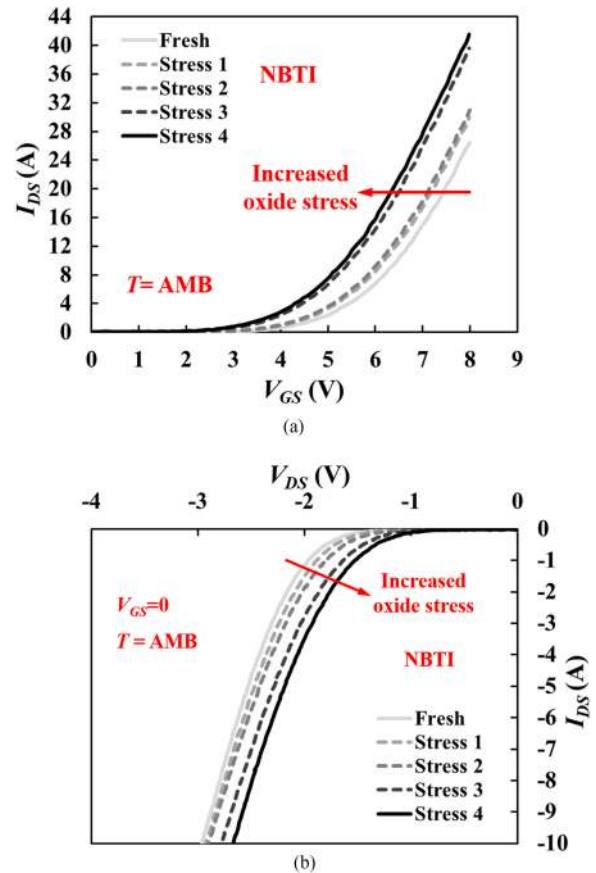 44
40
36
32
28
24
20
16
12
8
4
0
I_DS (A)
Fresh
Stress 1
Stress 2
Stress 3
Stress 4
NBTI
Increased
oxide stress
T= AMB
0 1 2 3 4 5 6 7 8 9
V_GS (V)
(a)
V_DS (V)
-4 -3 -2 -1 0
0
-1
-2
-3
-4
-5
-6
-7
-8
-9
-10
I_DS (A)
V_GS=0
T = AMB
Increased
oxide stress
NBTI
Fresh
Stress 1
Stress 2
Stress 3
Stress 4
(b)